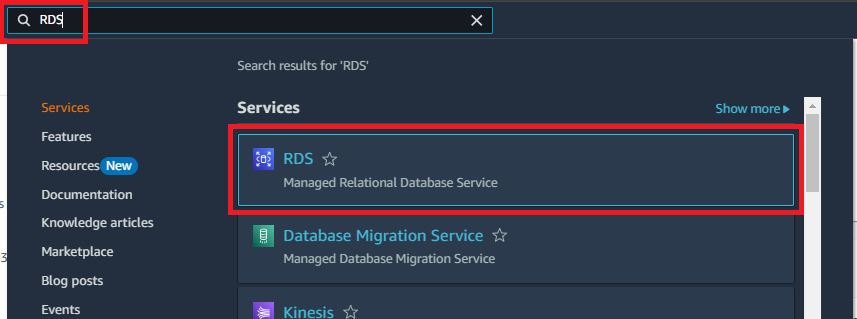 RDS
Search results for 'RDS'
Services
Features
Resources New
Documentation
Knowledge articles
Marketplace
Blog posts
Events
Services
Show more
RDS
Managed Relational Database Service
Database Migration Service
Managed Database Migration Service
Kinesis
s
3